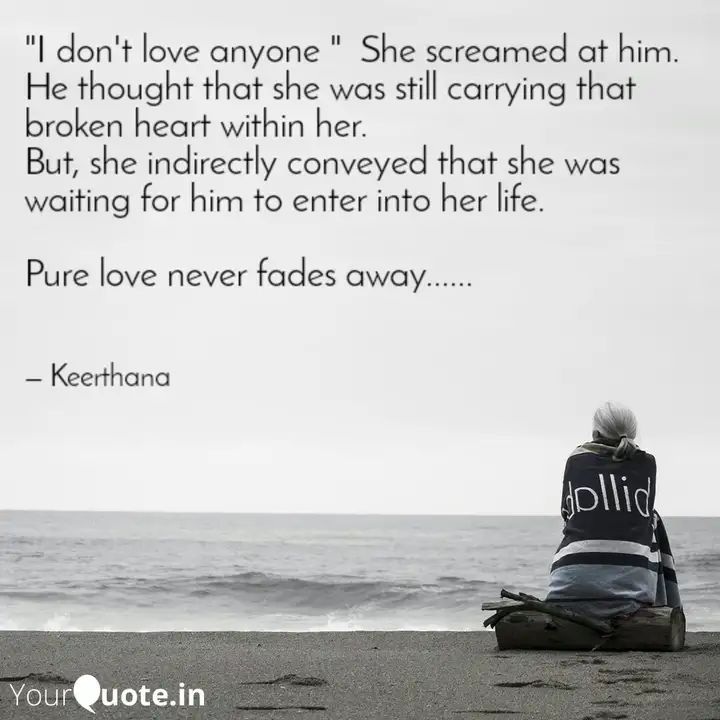 "I don't love anyone "  She screamed at him.
He thought that she was still carrying that
broken heart within her.
But, she indirectly conveyed that she was
waiting for him to enter into her life.
Pure love never fades away......
– Keerthana
YourQuote.in